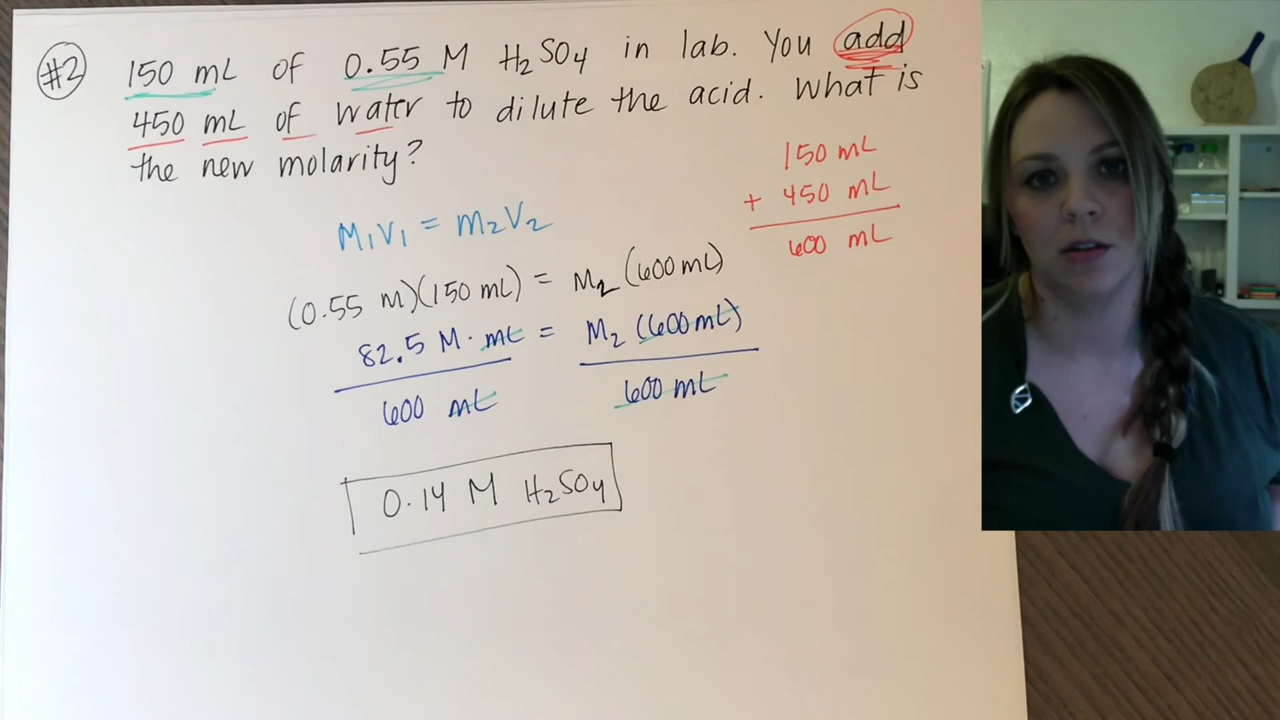 #2 150 mL of 0.55 M H₂SO₄ in lab. You add
450 mL of water to dilute the acid. What is
the new molarity?
150 mL
+ 450 mL
600 mL
M₁V₁ = M₂V₂
(0.55 M)(150 mL) = M₂ (600 mL)
82.5 M · mL = M₂ (600 mL)
600 mL 600 mL
0.14 M H₂SO₄